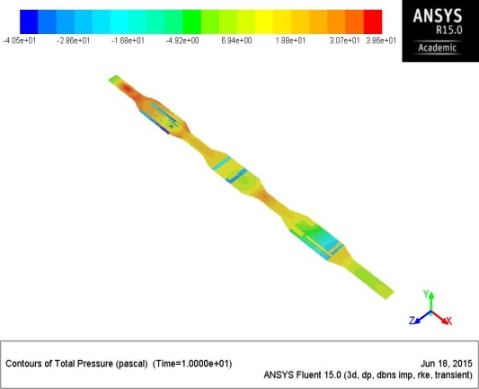 ANSYS
R15.0
Academic
-4.05e+01 -2.86e+01 -1.68e+01 -4.92e+00 6.94e+00 1.88e+01 3.07e+01 3.86e+01
Y
Z X
Contours of Total Pressure (pascal) (Time=1.0000e+01) Jun 18, 2015
ANSYS Fluent 15.0 (3d, dp, dbns imp, rke, transient)